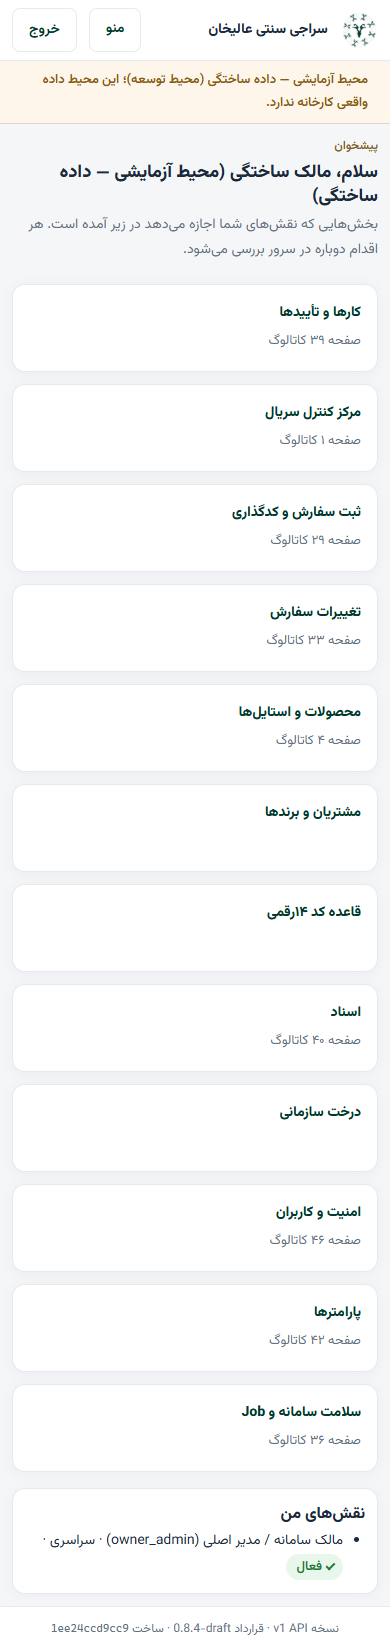 سراجی سنتی عالیخان
منو
خروج
محیط آزمایشی — داده ساختگی (محیط توسعه)؛ این محیط داده
واقعی کارخانه ندارد.
پیشخوان
سلام، مالک ساختگی (محیط آزمایشی — داده
ساختگی)
بخش‌هایی که نقش‌های شما اجازه می‌دهد در زیر آمده است. هر
اقدام دوباره در سرور بررسی می‌شود.
کارها و تأییدها
صفحه ۳۹ کاتالوگ
مرکز کنترل سریال
صفحه ۱ کاتالوگ
ثبت سفارش و کدگذاری
صفحه ۲۹ کاتالوگ
تغییرات سفارش
صفحه ۳۳ کاتالوگ
محصولات و استایل‌ها
صفحه ۴ کاتالوگ
مشتریان و برندها
قاعده کد ۱۴رقمی
اسناد
صفحه ۴۰ کاتالوگ
درخت سازمانی
امنیت و کاربران
صفحه ۴۶ کاتالوگ
پارامترها
صفحه ۴۲ کاتالوگ
سلامت سامانه و Job
صفحه ۳۶ کاتالوگ
نقش‌های من
• مالک سامانه / مدیر اصلی (owner_admin) · سراسری ·
✓ فعال
نسخه v1 API · قرارداد 0.8.4-draft · ساخت 1ee24ccd9cc9